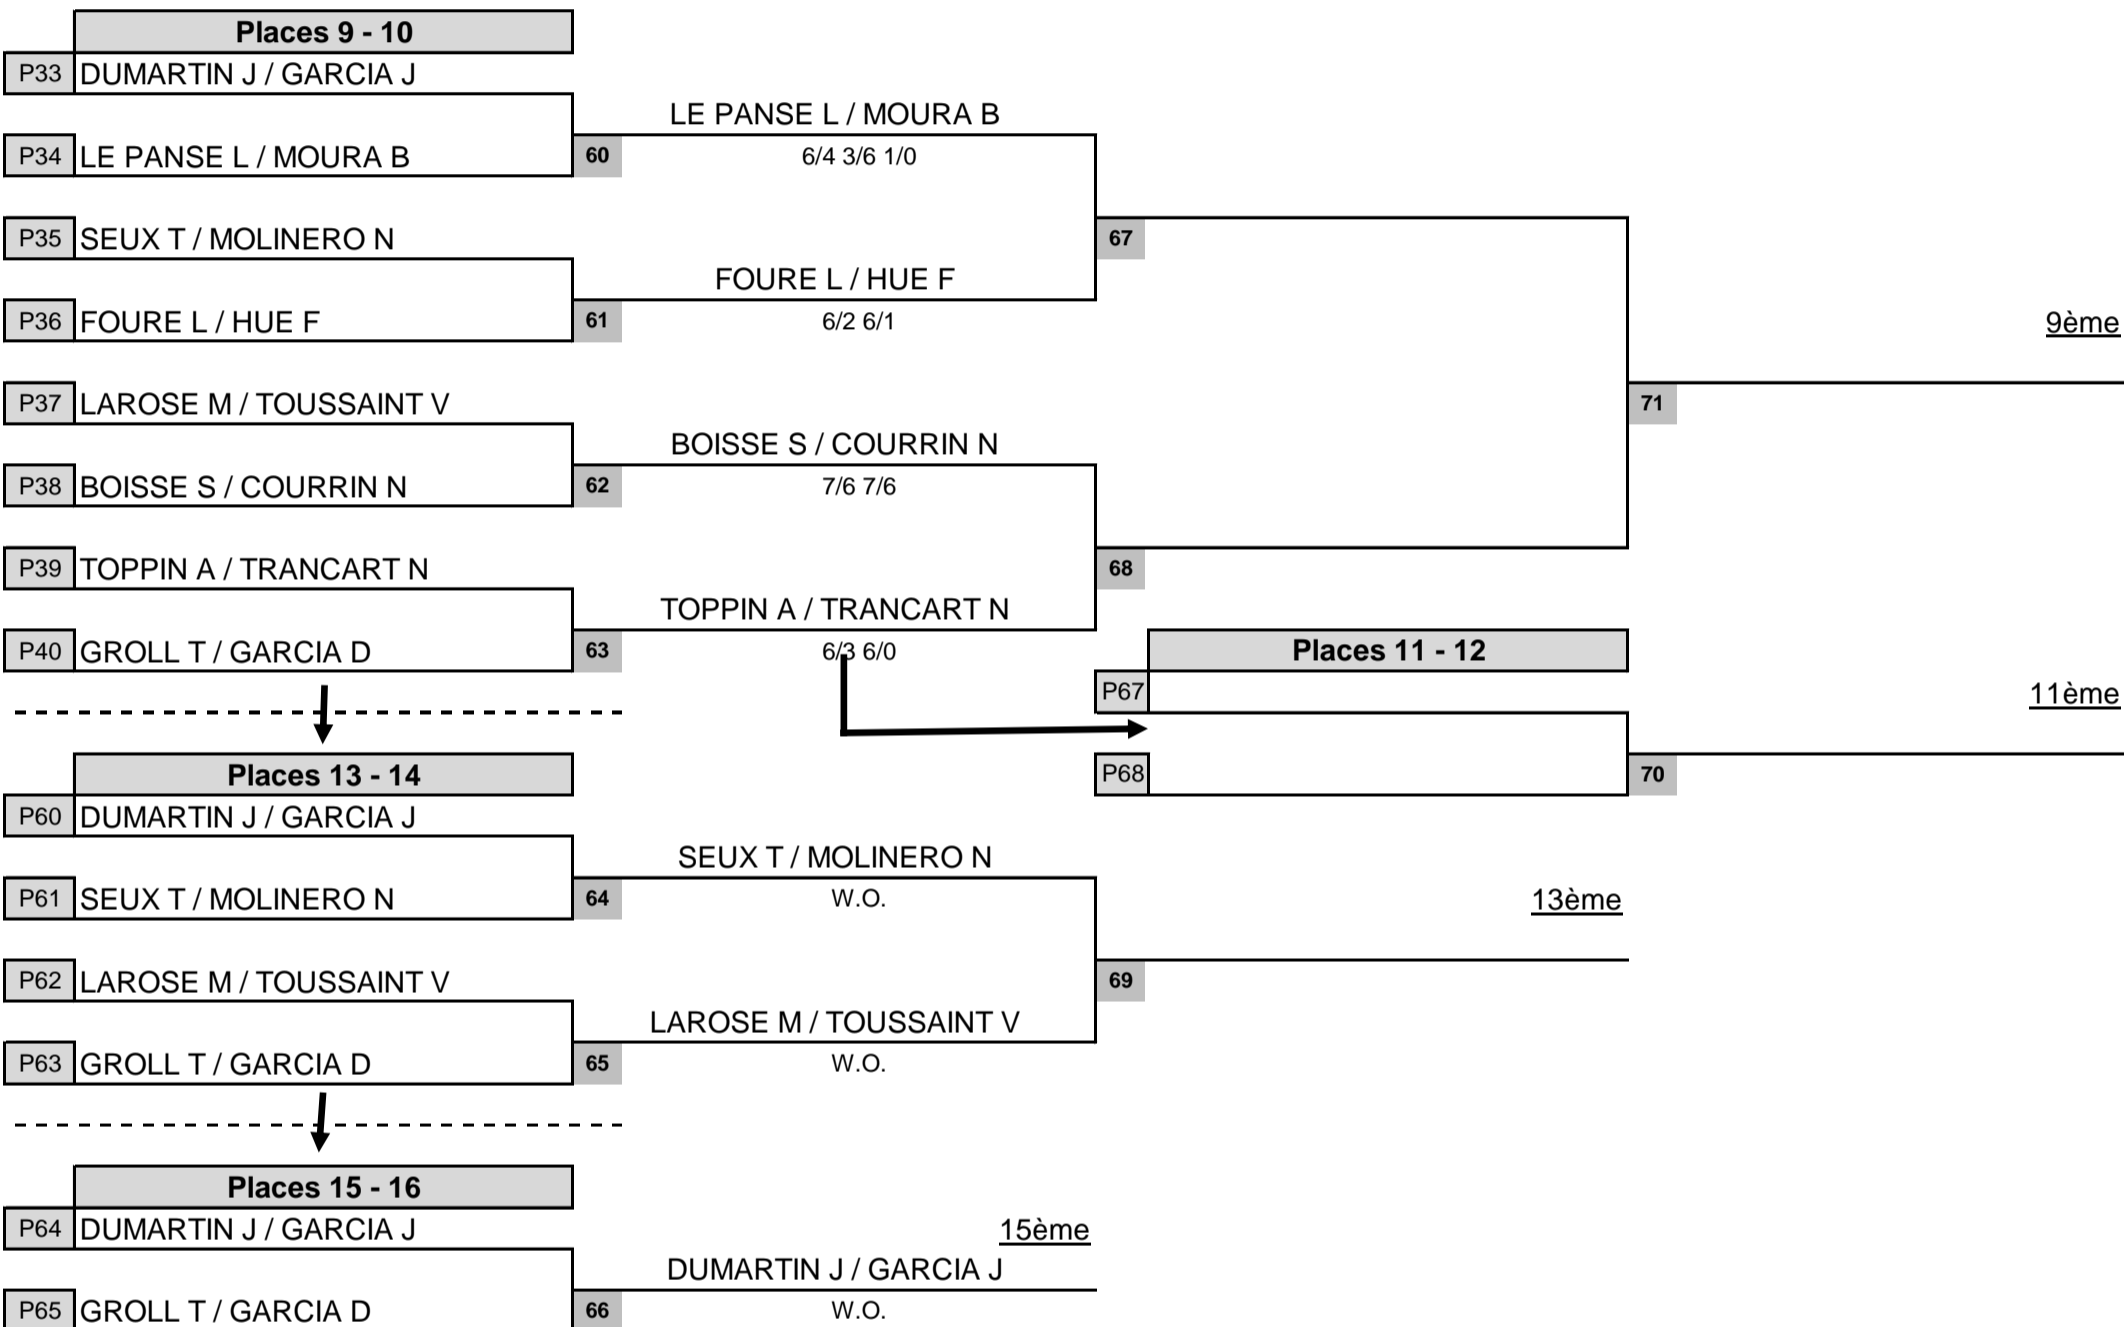 Places 9 - 10
P33 DUMARTIN J / GARCIA J
LE PANSE L / MOURA B
P34 LE PANSE L / MOURA B 60 6/4 3/6 1/0
P35 SEUX T / MOLINERO N 67
FOURE L / HUE F
P36 FOURE L / HUE F 61 6/2 6/1 9ème
P37 LAROSE M / TOUSSAINT V 71
BOISSE S / COURRIN N
P38 BOISSE S / COURRIN N 62 7/6 7/6
P39 TOPPIN A / TRANCART N 68
TOPPIN A / TRANCART N
P40 GROLL T / GARCIA D 63 6/3 6/0 Places 11 - 12
P67 11ème
Places 13 - 14 P68 70
P60 DUMARTIN J / GARCIA J
SEUX T / MOLINERO N
P61 SEUX T / MOLINERO N 64 W.O. 13ème
P62 LAROSE M / TOUSSAINT V 69
LAROSE M / TOUSSAINT V
P63 GROLL T / GARCIA D 65 W.O.
Places 15 - 16
P64 DUMARTIN J / GARCIA J 15ème
DUMARTIN J / GARCIA J
P65 GROLL T / GARCIA D 66 W.O.